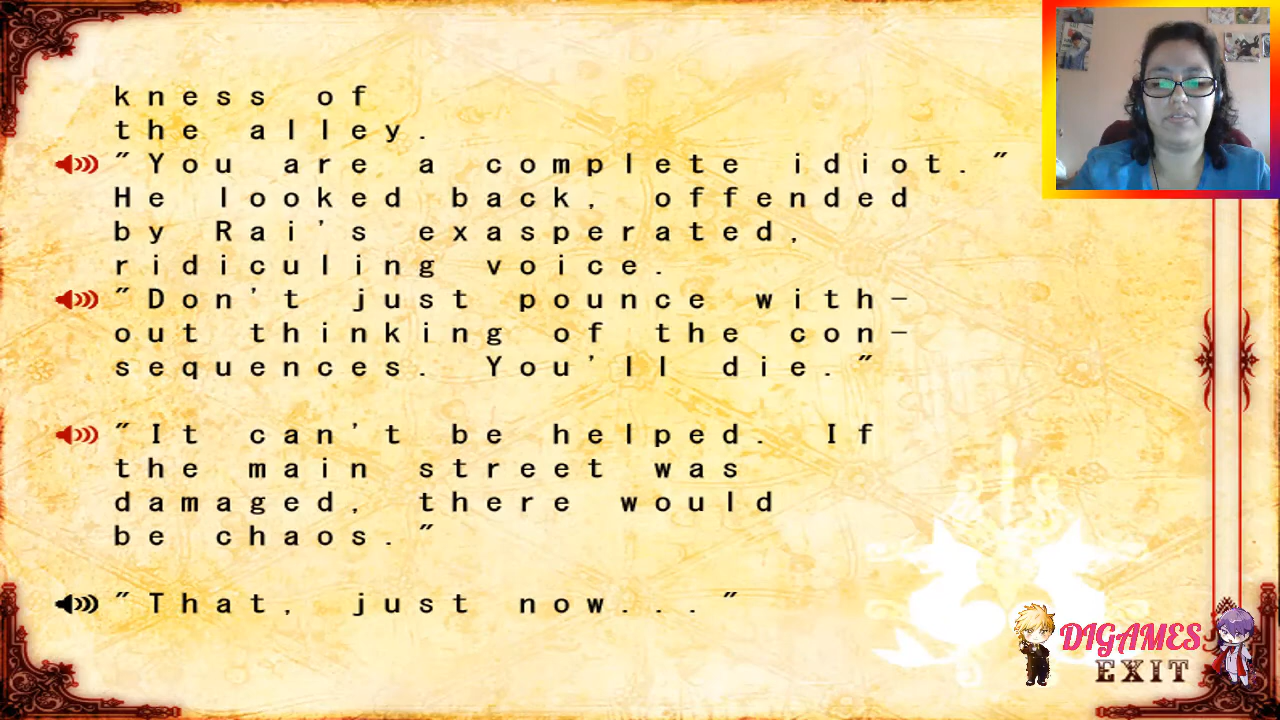 kness of
the alley.
"You are a complete idiot."
He looked back, offended
by Rai's exasperated,
ridiculing voice.
"Don't just pounce with-
out thinking of the con-
sequences. You'll die."
"It can't be helped. If
the main street was
damaged, there would
be chaos."
"That, just now..."
DIGAMES
EXIT